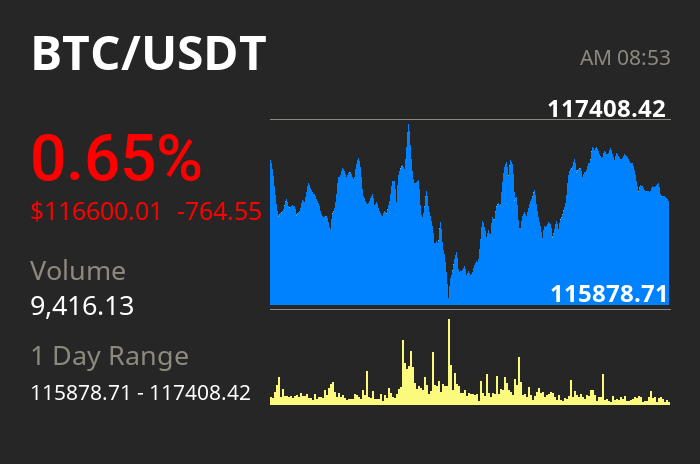 BTC/USDT
AM 08:53
117408.42
0.65%
$116600.01 -764.55
Volume
9,416.13
115878.71
1 Day Range
115878.71 - 117408.42